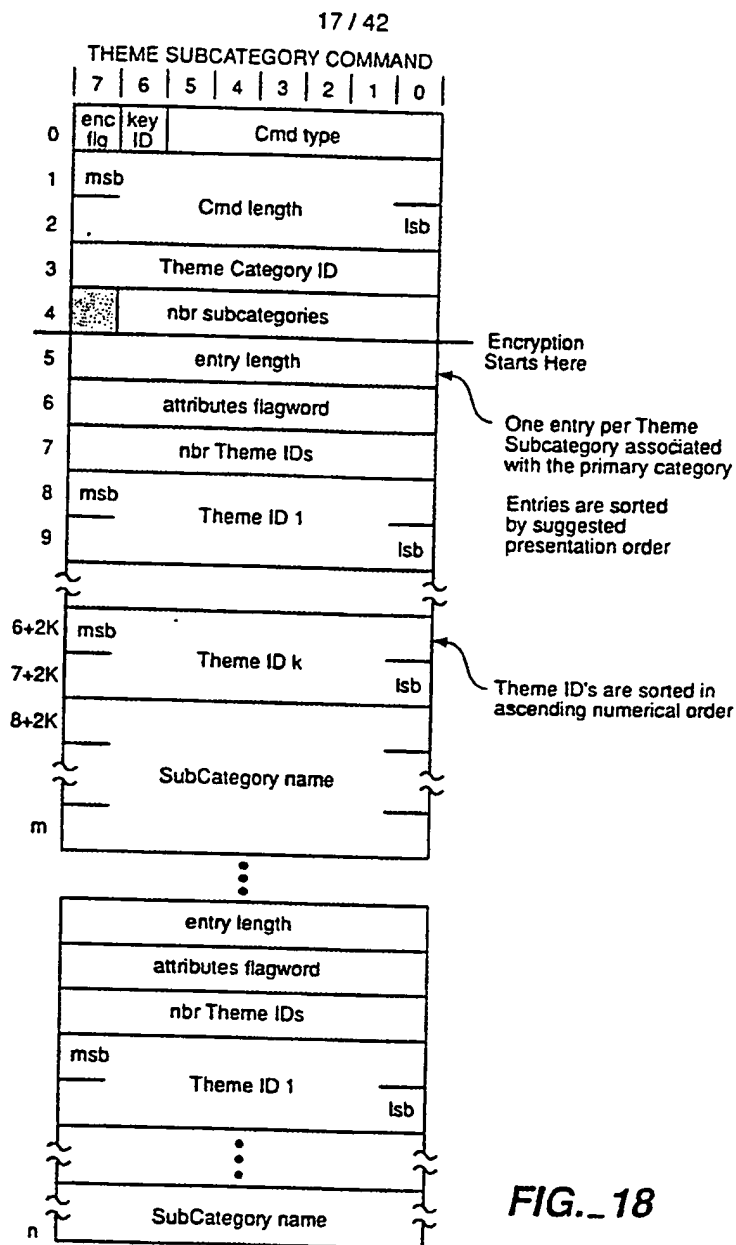 17 / 42
THEME SUBCATEGORY COMMAND
7 6 5 4 3 2 1 0
0 enc flg key ID Cmd type
1 msb
Cmd length
2 lsb
3 Theme Category ID
4 nbr subcategories
Encryption
Starts Here
5 entry length
6 attributes flagword
One entry per Theme
Subcategory associated
with the primary category
7 nbr Theme IDs
Entries are sorted
by suggested
presentation order
8 msb
Theme ID 1
9 lsb
6+2K msb
Theme ID k
7+2K lsb
Theme ID's are sorted in
ascending numerical order
8+2K
SubCategory name
m
entry length
attributes flagword
nbr Theme IDs
msb
Theme ID 1
lsb
SubCategory name
n
FIG._18